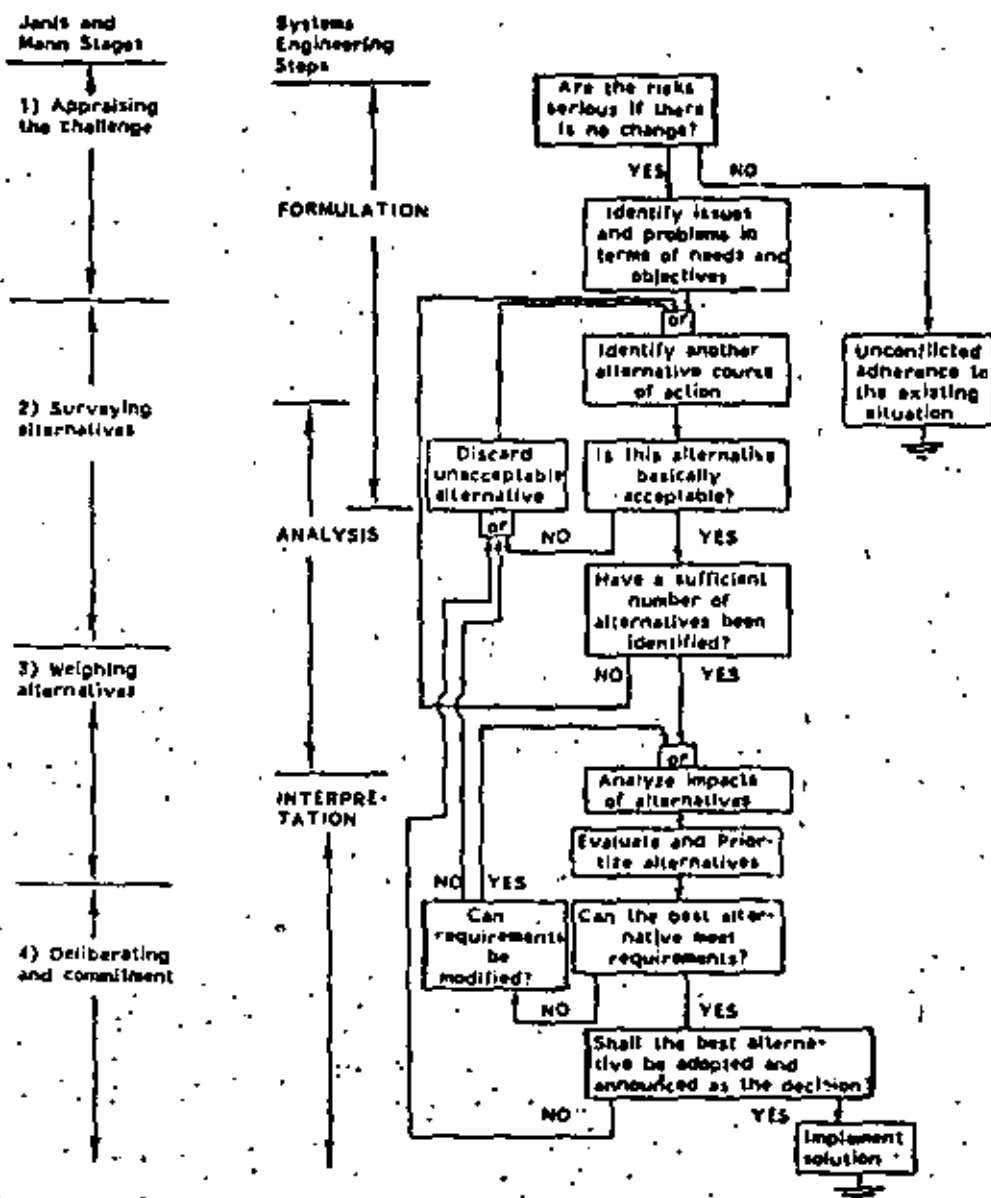 Janis and
Mann Stages
Systems
Engineering
Steps
1) Appraising
the challenge
FORMULATION
Are the risks
serious if there
is no change?
YES
NO
Identify issues
and problems in
terms of needs and
objectives
or
Identify another
alternative course
of action
Unconflicted
adherence to
the existing
situation
2) Surveying
alternatives
Discard
unacceptable
alternative
Is this alternative
basically
acceptable?
or
NO
YES
ANALYSIS
Have a sufficient
number of
alternatives been
identified?
NO
YES
3) Weighing
alternatives
or
Analyze impacts
of alternatives
INTERPRE-
TATION
Evaluate and Prior-
tize alternatives
NO
YES
Can
requirements
be
modified?
Can the best alter-
native meet
requirements?
4) Deliberating
and commitment
NO
YES
Shall the best alterna-
tive be adopted and
announced as the decision?
NO
YES
Implement
solution